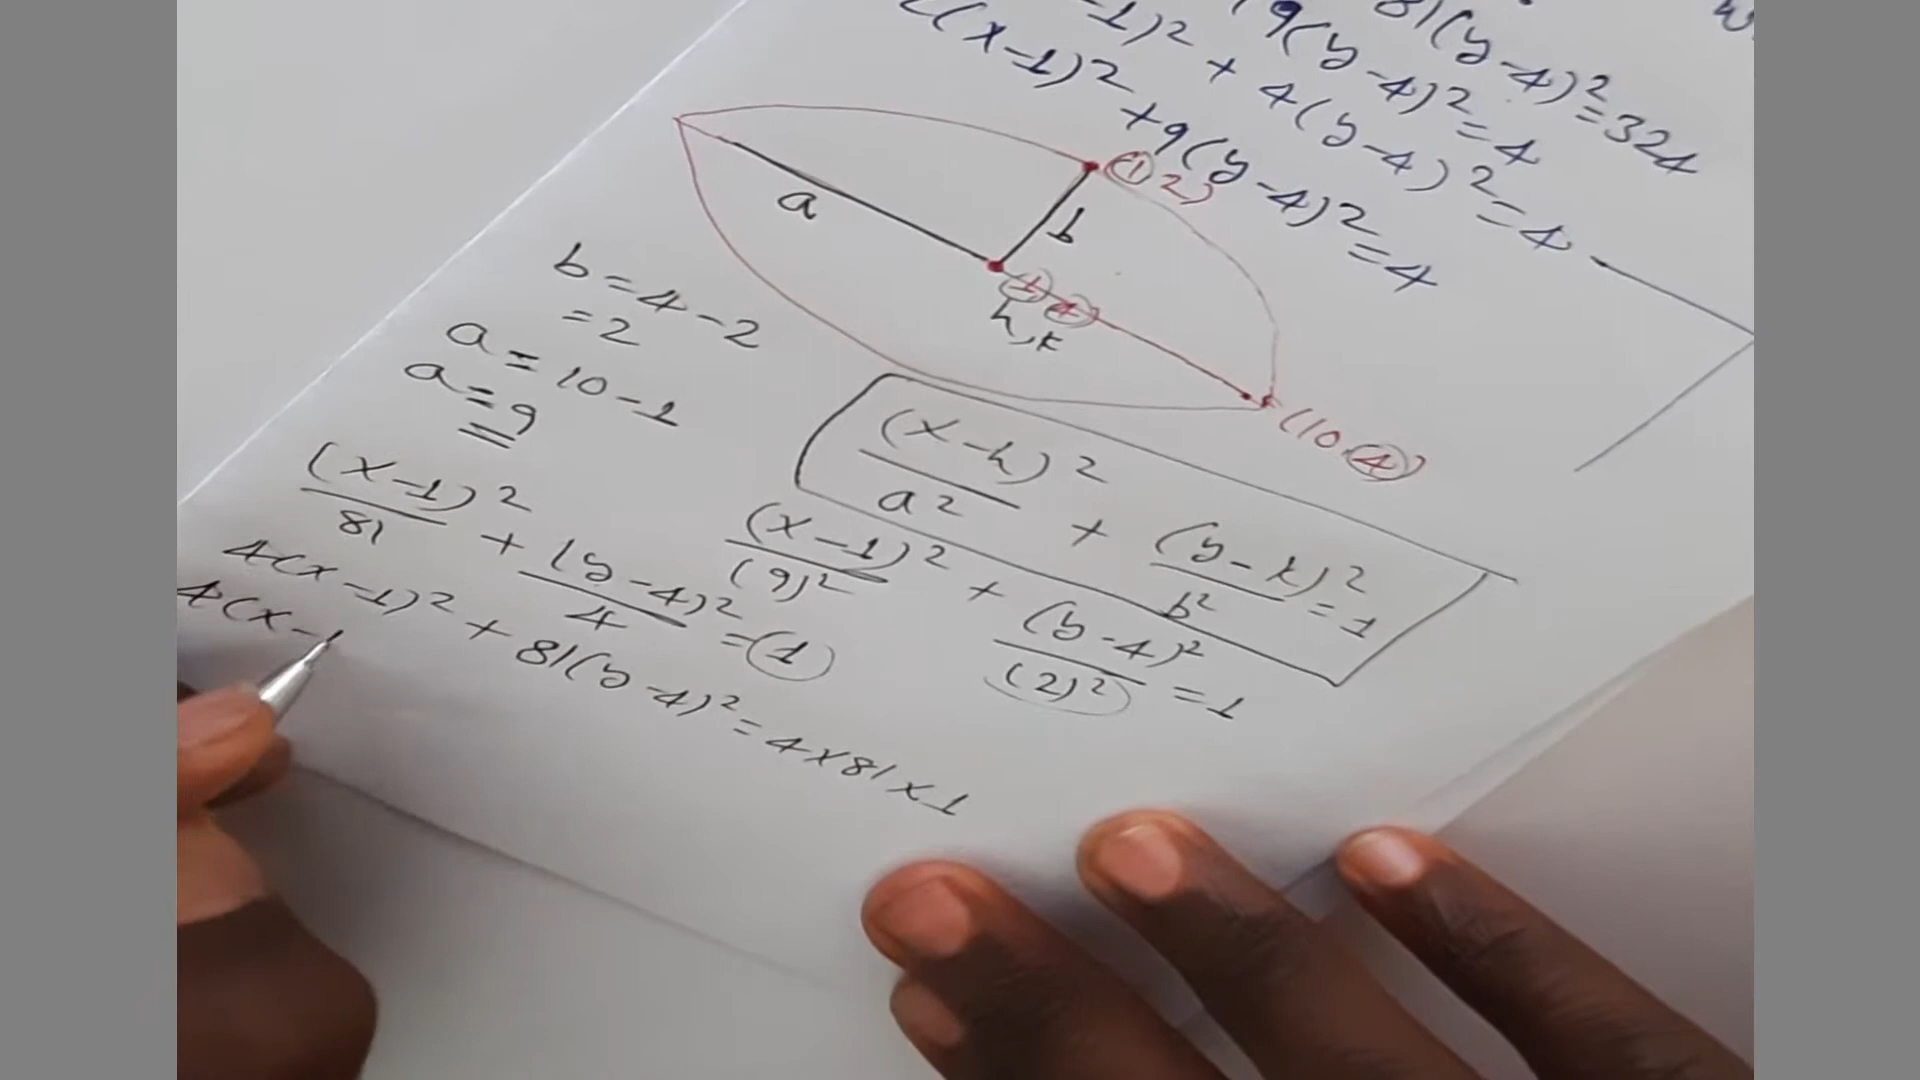 81(y-4)²=324
9(y-4)²=4
-1)²+4(y-4)²=4
(x-1)²+9(y-4)²=4
(1,2)
a
b
(1,4)
h,k
(10,4)
b=4-2
=2
a=10-1
a=9
(x-h)²/a²+(y-k)²/b²=1
(x-1)²/(9)²+(y-4)²/(2)²=1
(x-1)²/81+(y-4)²/4=(1)
4(x-1)²+81(y-4)²=4×81×1
4(x-1